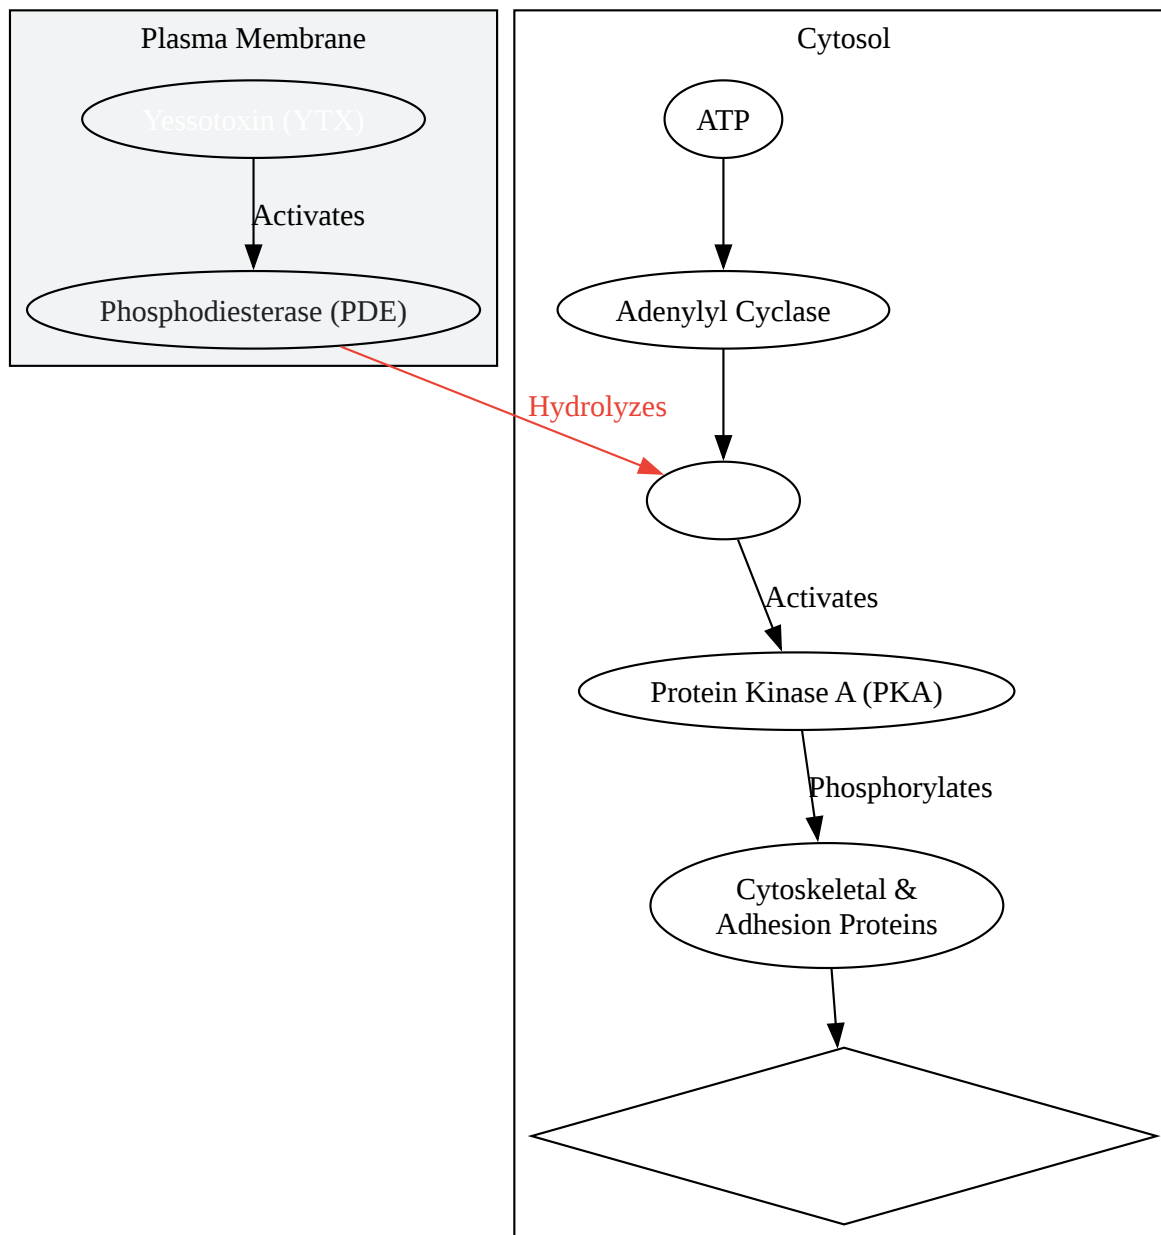 Plasma Membrane
Yessotoxin (YTX)
Activates
Phosphodiesterase (PDE)
Hydrolyzes
Cytosol
ATP
Adenylyl Cyclase
Activates
Protein Kinase A (PKA)
Phosphorylates
Cytoskeletal &
Adhesion Proteins